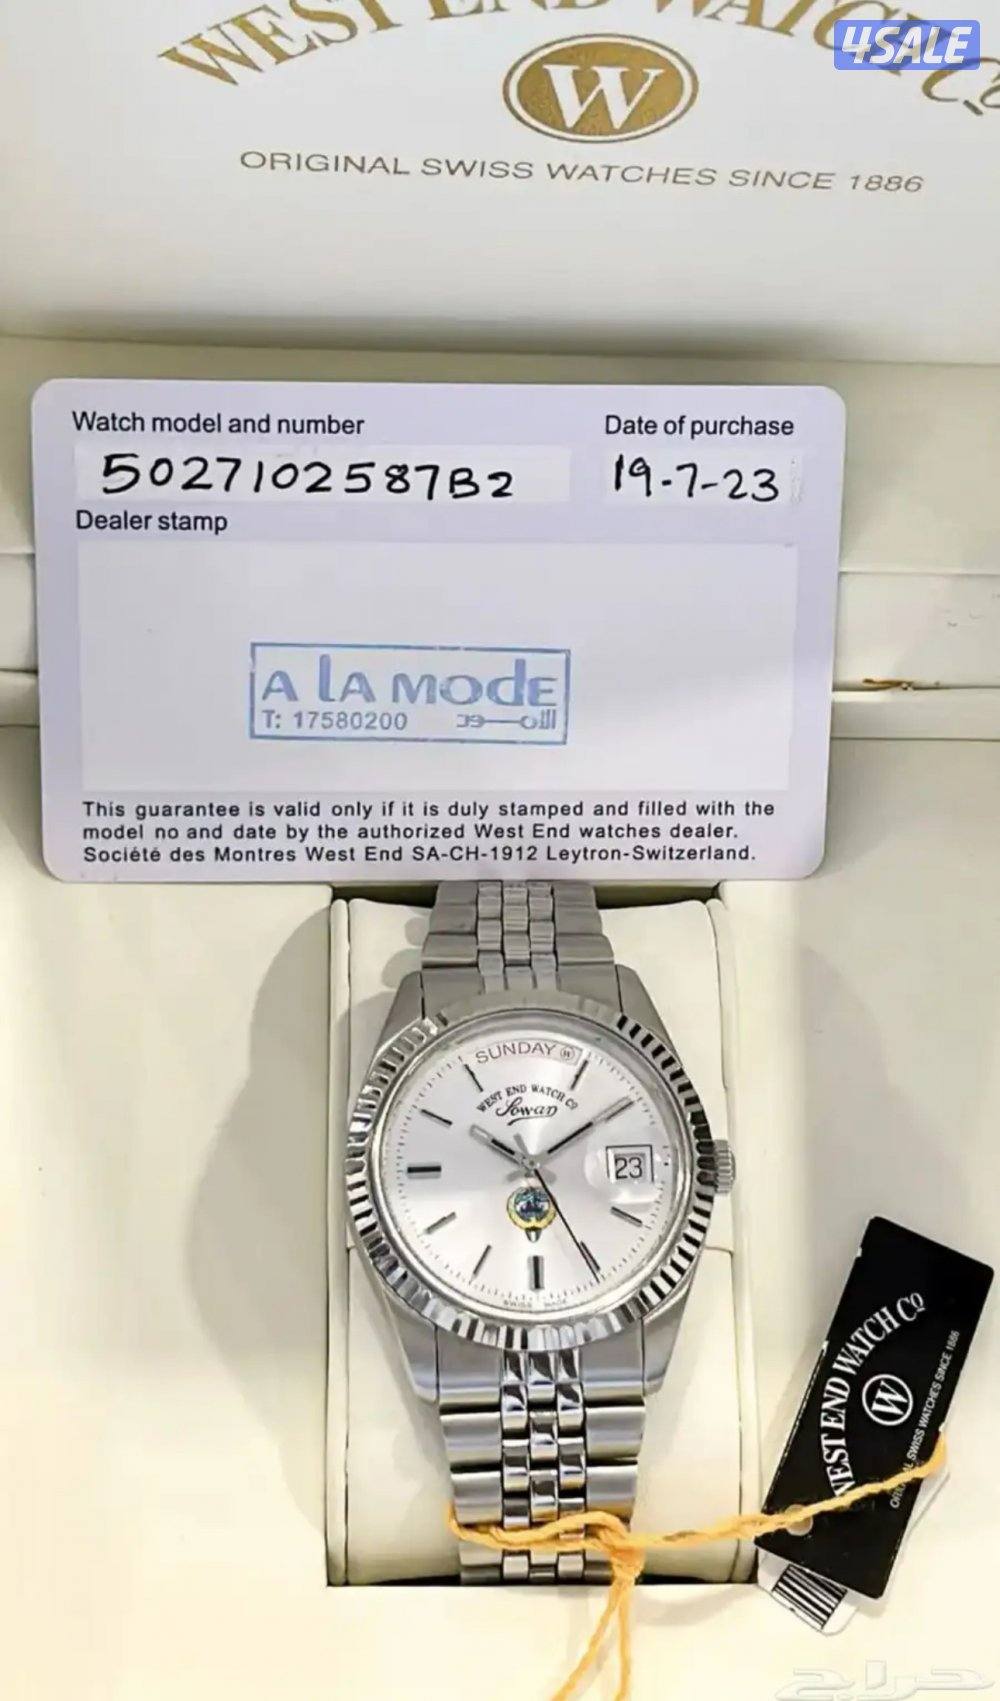 WEST END WATCH Co
4SALE
W
ORIGINAL SWISS WATCHES SINCE 1886
Watch model and number
Date of purchase
5027102587B2
19-7-23
Dealer stamp
A LA MODE
T: 17580200
This guarantee is valid only if it is duly stamped and filled with the
model no and date by the authorized West End watches dealer.
Société des Montres West End SA-CH-1912 Leytron-Switzerland.
SUNDAY W
WEST END WATCH CO
Sowar
23
SWISS MADE
WEST END WATCH CO
W
ORIGINAL SWISS WATCHES SINCE 1886
حراج